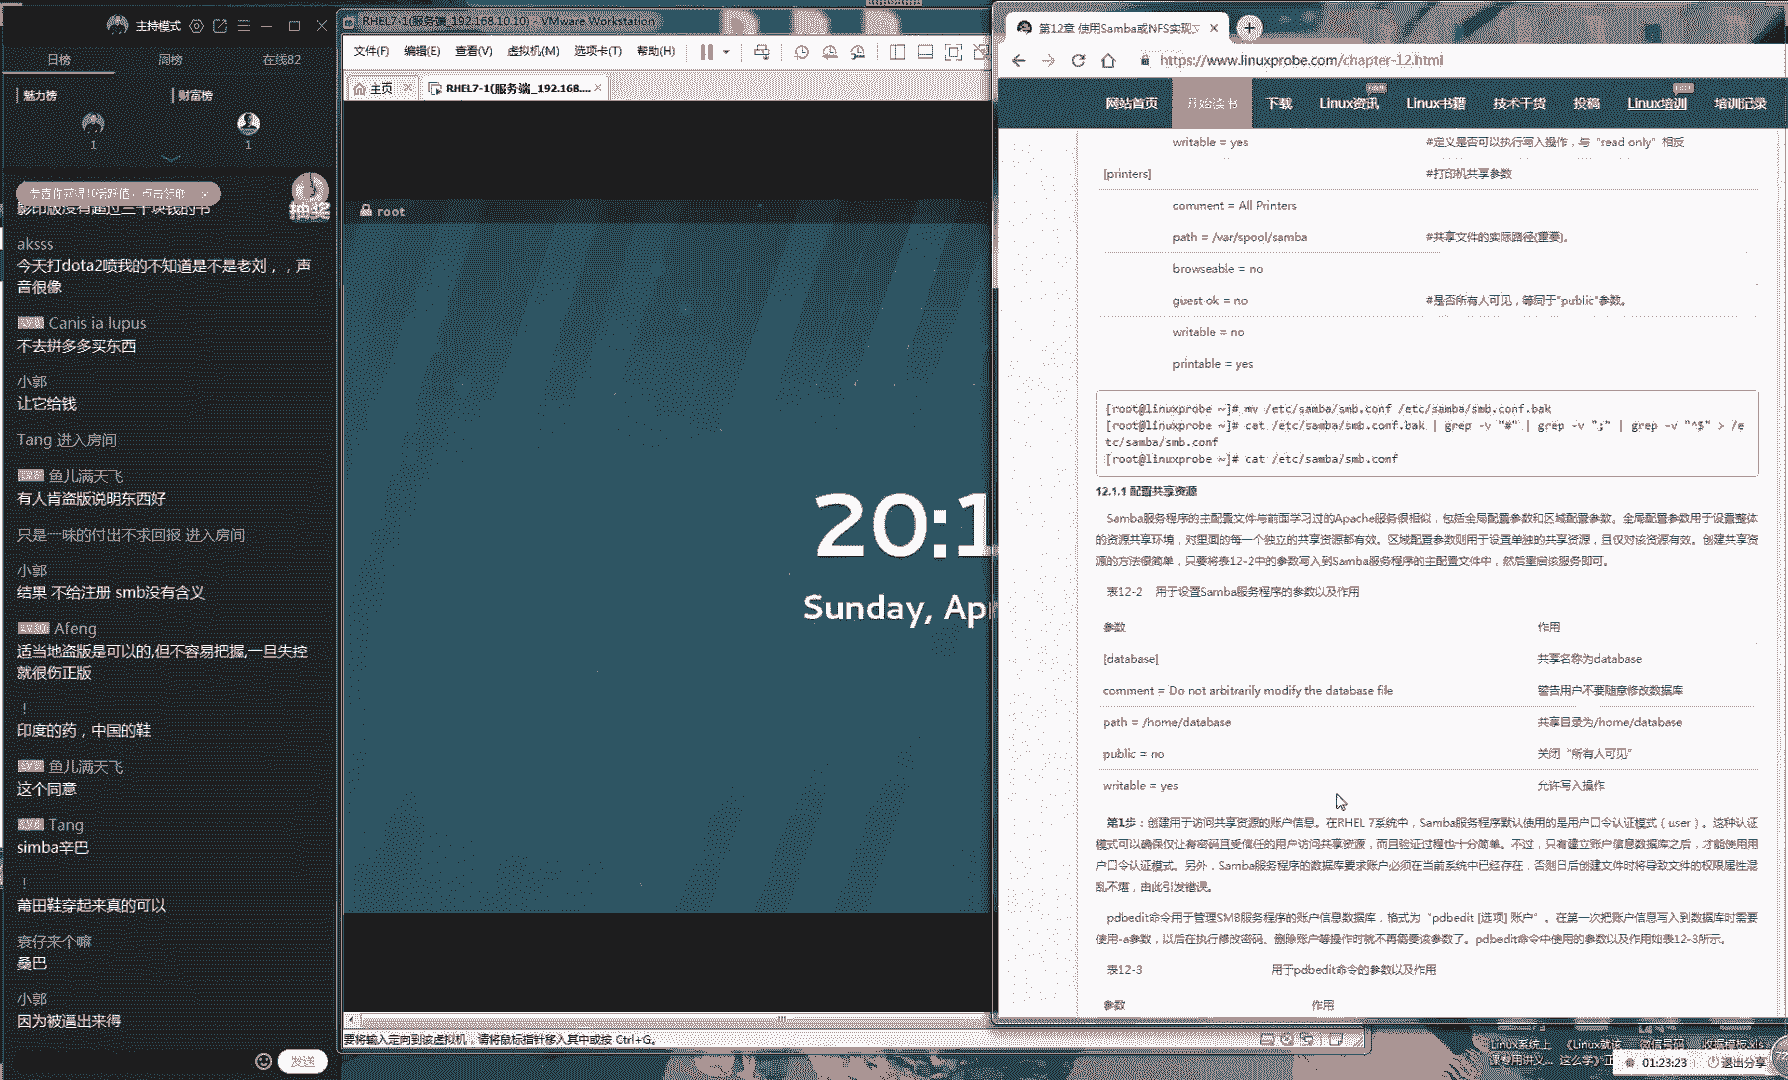 主持模式
日榜
周榜
在线82
魅力榜
财富榜
1
1
抽奖
影印版没有超过三十块钱的书
aksss
今天打dota2喷我的不知道是不是老刘，，声
音很像
Canis ia lupus
不去拼多多买东西
小郭
让它给钱
Tang 进入房间
鱼儿满天飞
有人肯盗版说明东西好
只是一味的付出不求回报 进入房间
小郭
结果 不给注册 smb没有含义
Afeng
适当地盗版是可以的,但不容易把握,一旦失控
就很伤正版
！
印度的药，中国的鞋
鱼儿满天飞
这个同意
Tang
simba辛巴
！
莆田鞋穿起来真的可以
衰仔来个嘛
桑巴
小郭
因为被逼出来得
发送
RHEL7-1(服务端_192.168.10.10) - VMware Workstation
文件(F) 编辑(E) 查看(V) 虚拟机(M) 选项卡(T) 帮助(H)
主页
RHEL7-1(服务端_192.168....
root
20:1
Sunday, Ap
要将输入定向到该虚拟机，请将鼠标指针移入其中或按 Ctrl+G。
第12章 使用Samba或NFS实现文
https://www.linuxprobe.com/chapter-12.html
网站首页 开始读书 下载 Linux资讯 Linux书籍 技术干货 投稿 Linux培训 培训记录
writable = yes #定义是否可以执行写入操作，与“read only”相反
[printers] #打印机共享参数
comment = All Printers
path = /var/spool/samba #共享文件的实际路径(重要)。
browseable = no
guest ok = no #是否所有人可见，等同于"public"参数。
writable = no
printable = yes
[root@linuxprobe ~]# mv /etc/samba/smb.conf /etc/samba/smb.conf.bak
[root@linuxprobe ~]# cat /etc/samba/smb.conf.bak | grep -v "#" | grep -v ";" | grep -v "^$" > /e
tc/samba/smb.conf
[root@linuxprobe ~]# cat /etc/samba/smb.conf
12.1.1 配置共享资源
Samba服务程序的主配置文件与前面学习过的Apache服务很相似，包括全局配置参数和区域配置参数。全局配置参数用于设置整体
的资源共享环境，对里面的每一个独立的共享资源都有效。区域配置参数则用于设置单独的共享资源，且仅对该资源有效。创建共享资
源的方法很简单，只要将表12-2中的参数写入到Samba服务程序的主配置文件中，然后重启该服务即可。
表12-2 用于设置Samba服务程序的参数以及作用
参数 作用
[database] 共享名称为database
comment = Do not arbitrarily modify the database file 警告用户不要随意修改数据库
path = /home/database 共享目录为/home/database
public = no 关闭“所有人可见”
writable = yes 允许写入操作
第1步：创建用于访问共享资源的账户信息。在RHEL 7系统中，Samba服务程序默认使用的是用户口令认证模式（user）。这种认证
模式可以确保仅让有密码且受信任的用户访问共享资源，而且验证过程也十分简单。不过，只有建立账户信息数据库之后，才能使用用
户口令认证模式。另外，Samba服务程序的数据库要求账户必须在当前系统中已经存在，否则日后创建文件时将导致文件的权限属性混
乱不堪，由此引发错误。
pdbedit命令用于管理SMB服务程序的账户信息数据库，格式为“pdbedit [选项] 账户”。在第一次把账户信息写入到数据库时需要
使用-a参数，以后在执行修改密码、删除账户等操作时就不再需要该参数了。pdbedit命令中使用的参数以及作用如表12-3所示。
表12-3 用于pdbedit命令的参数以及作用
参数 作用
01:23:23
退出分享